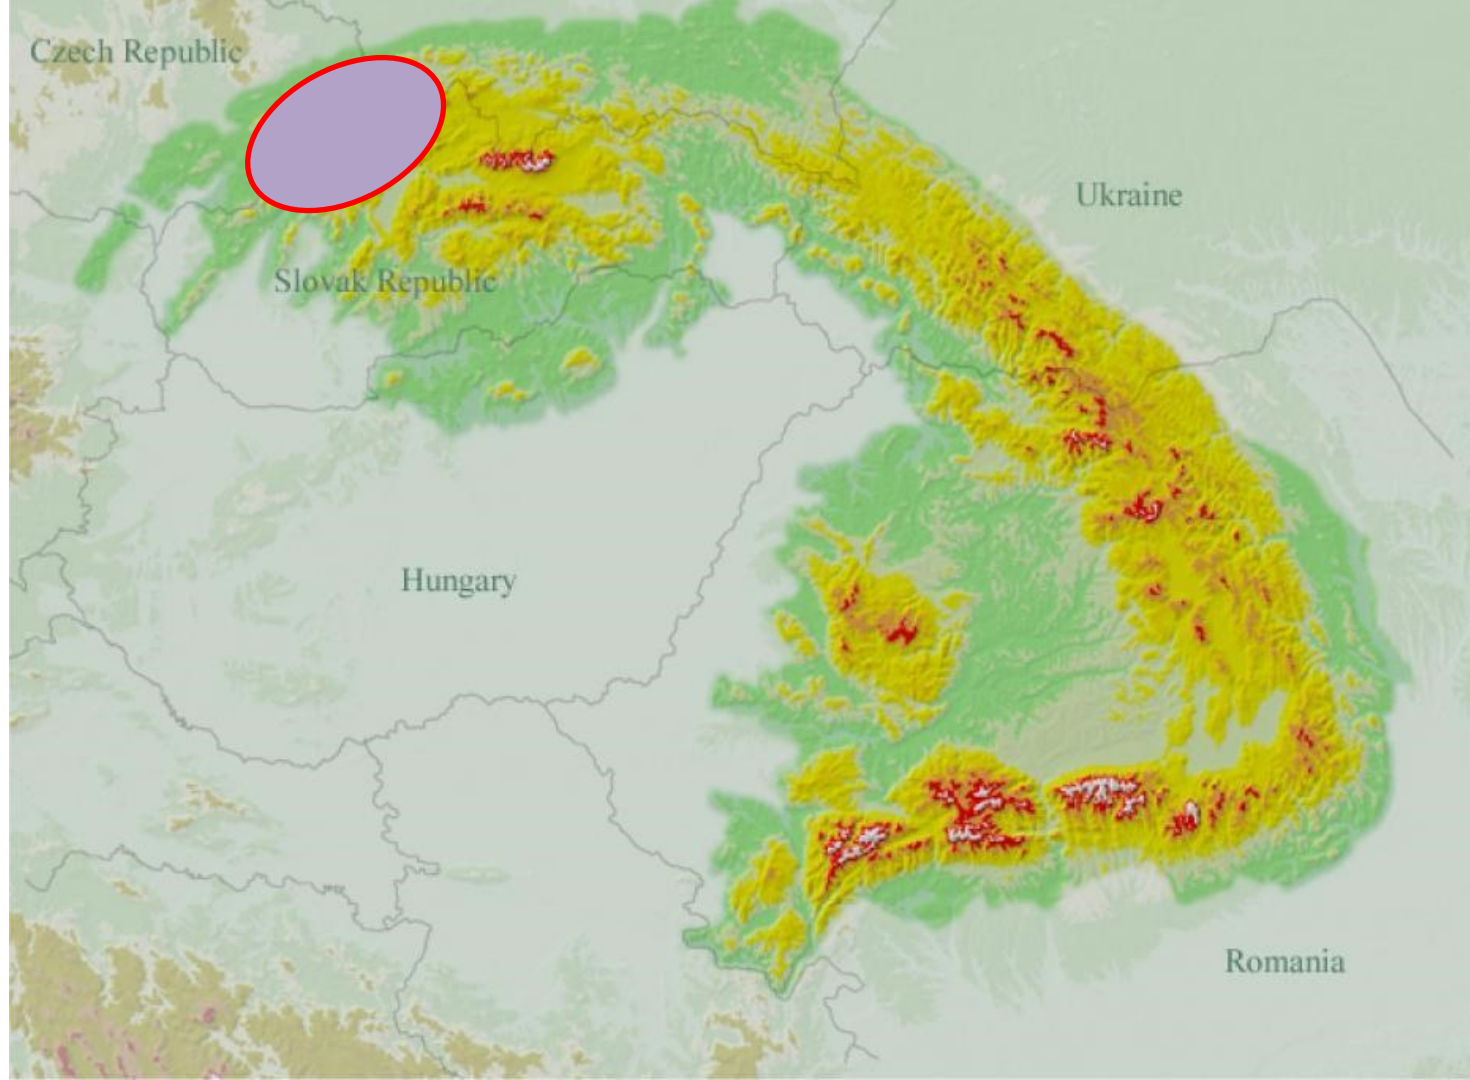 Czech Republic
Ukraine
Slovak Republic
Hungary
Romania